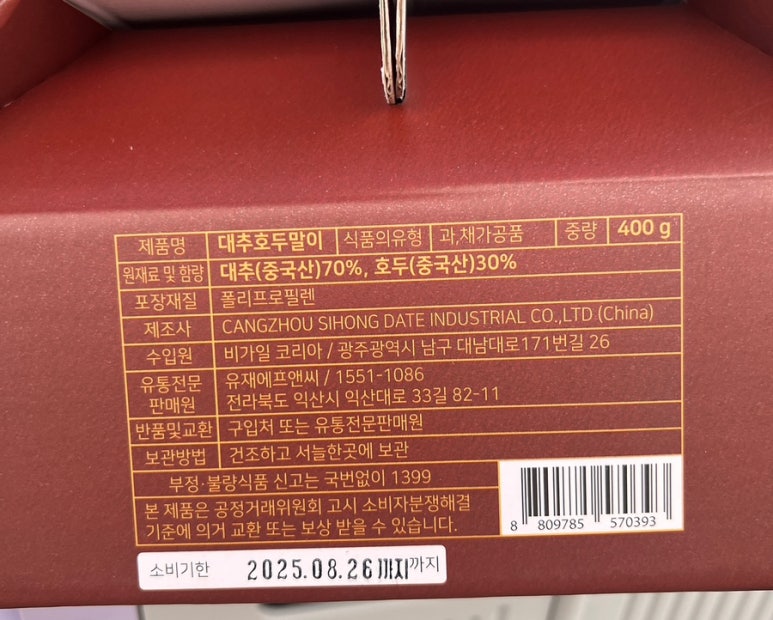 제품명 대추호두말이 식품의유형 과,채가공품 중량 400 g
원재료 및 함량 대추(중국산)70%, 호두(중국산)30%
포장재질 폴리프로필렌
제조사 CANGZHOU SIHONG DATE INDUSTRIAL CO.,LTD (China)
수입원 비가일 코리아 / 광주광역시 남구 대남대로171번길 26
유통전문판매원 유재에프앤씨 / 1551-1086
전라북도 익산시 익산대로 33길 82-11
반품및교환 구입처 또는 유통전문판매원
보관방법 건조하고 서늘한곳에 보관
부정·불량식품 신고는 국번없이 1399
본 제품은 공정거래위원회 고시 소비자분쟁해결
기준에 의거 교환 또는 보상 받을 수 있습니다.
8 809785 570393
소비기한 2025.08.26까지까지